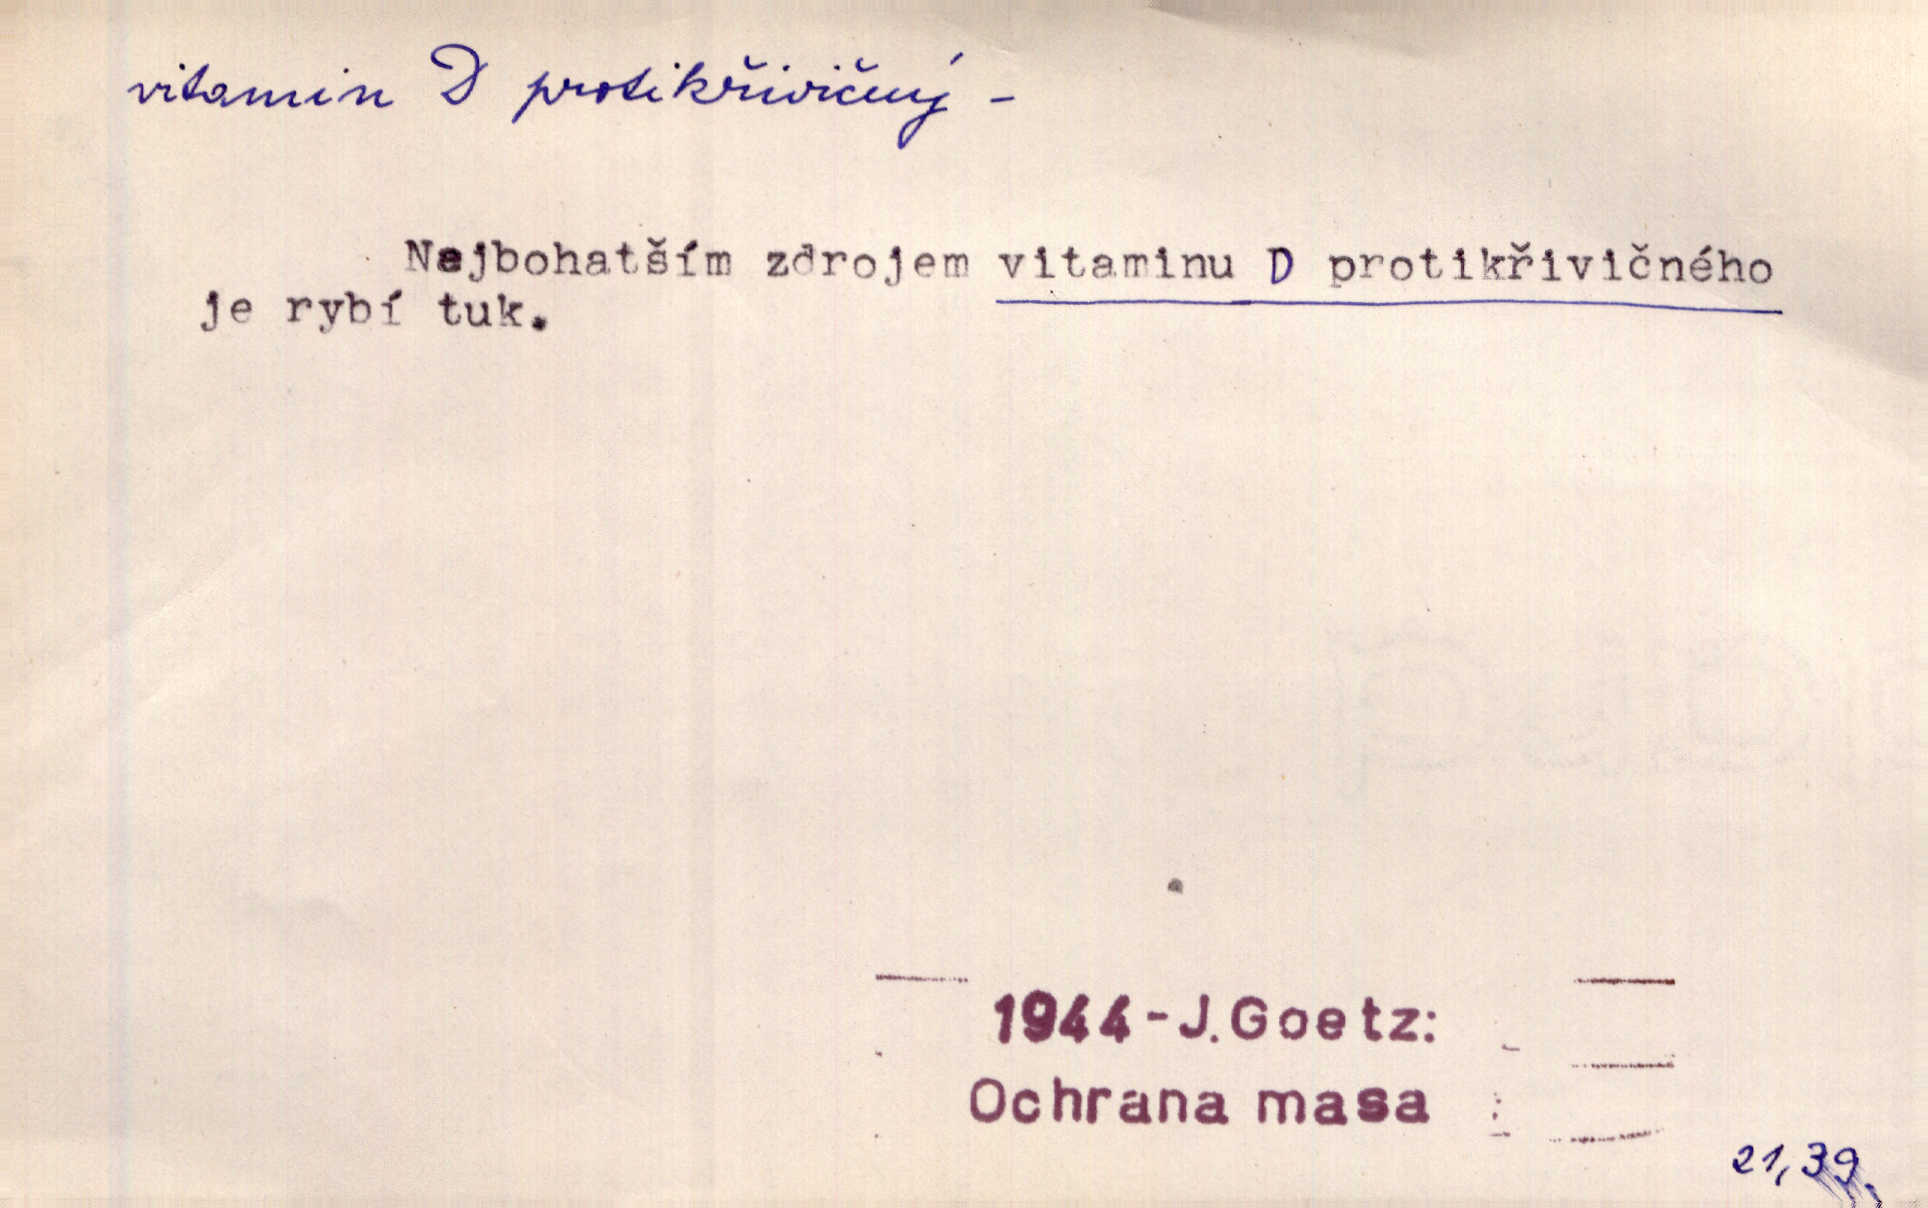 vitamin D protikřivičný -
Nejbohatším zdrojem vitaminu D protikřivičného
je rybí tuk.
1944 - J. Goetz:
Ochrana masa
21, 39.